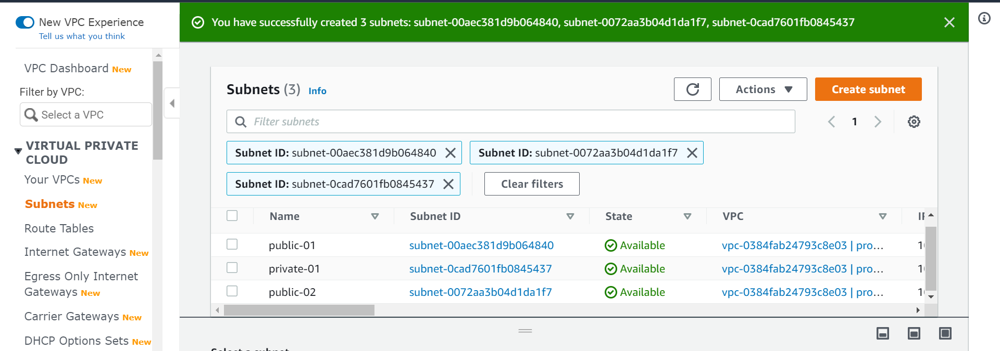 New VPC Experience
Tell us what you think
VPC Dashboard New
Filter by VPC:
Select a VPC
VIRTUAL PRIVATE
CLOUD
Your VPCs New
Subnets New
Route Tables
Internet Gateways New
Egress Only Internet
Gateways New
Carrier Gateways New
DHCP Options Sets New
You have successfully created 3 subnets: subnet-00aec381d9b064840, subnet-0072aa3b04d1da1f7, subnet-0cad7601fb0845437
Subnets (3) Info
Actions
Create subnet
Filter subnets
1
Subnet ID: subnet-00aec381d9b064840
Subnet ID: subnet-0072aa3b04d1da1f7
Subnet ID: subnet-0cad7601fb0845437
Clear filters
Name Subnet ID State VPC
public-01 subnet-00aec381d9b064840 Available vpc-0384fab24793c8e03 | pro...
private-01 subnet-0cad7601fb0845437 Available vpc-0384fab24793c8e03 | pro...
public-02 subnet-0072aa3b04d1da1f7 Available vpc-0384fab24793c8e03 | pro...
Select a subnet